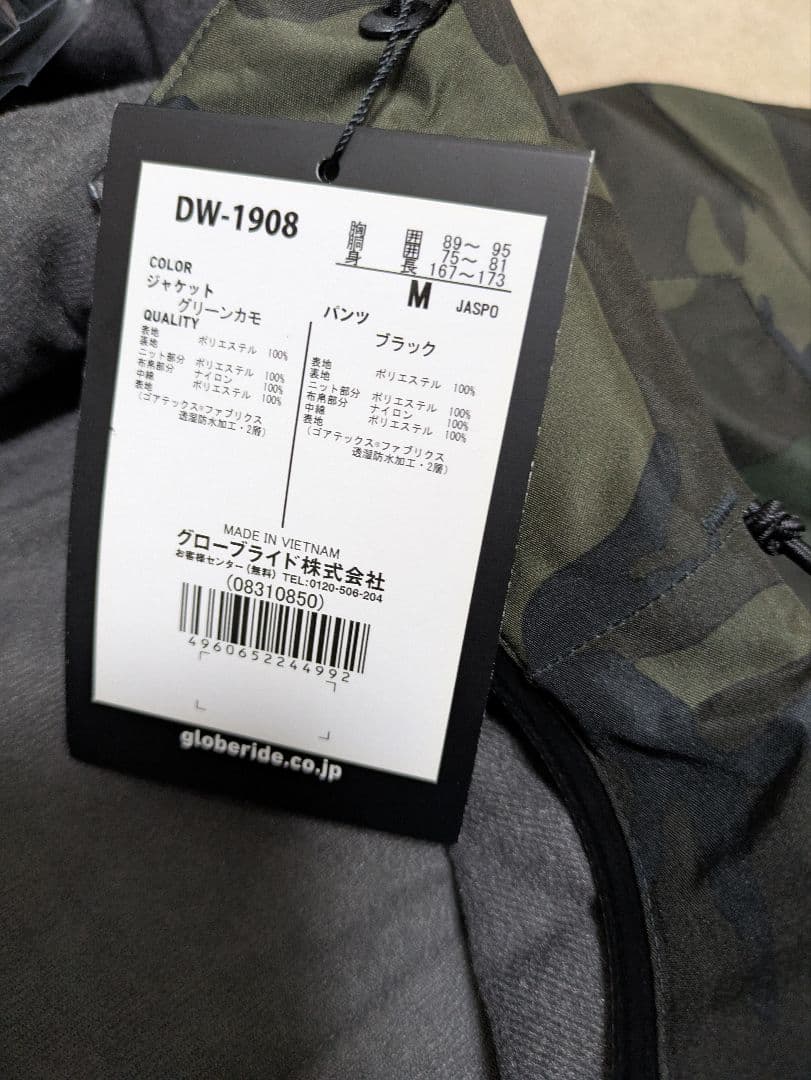 DW-1908
胸 囲 89～ 95
胴 囲 75～ 81
身 長 167～173
M JASPO
COLOR
ジャケット
グリーンカモ
QUALITY
表地 ポリエステル 100%
裏地
ニット部分 ポリエステル 100%
布帛部分 ナイロン 100%
中綿 ポリエステル 100%
表地
(ゴアテックス®ファブリクス
透湿防水加工・2層)
パンツ
ブラック
表地 ポリエステル 100%
裏地
ニット部分 ポリエステル 100%
布帛部分 ナイロン 100%
中綿 ポリエステル 100%
表地
(ゴアテックス®ファブリクス
透湿防水加工・2層)
MADE IN VIETNAM
グローブライド株式会社
お客様センター(無料) TEL:0120-506-204
(08310850)
4960652244992
globeride.co.jp